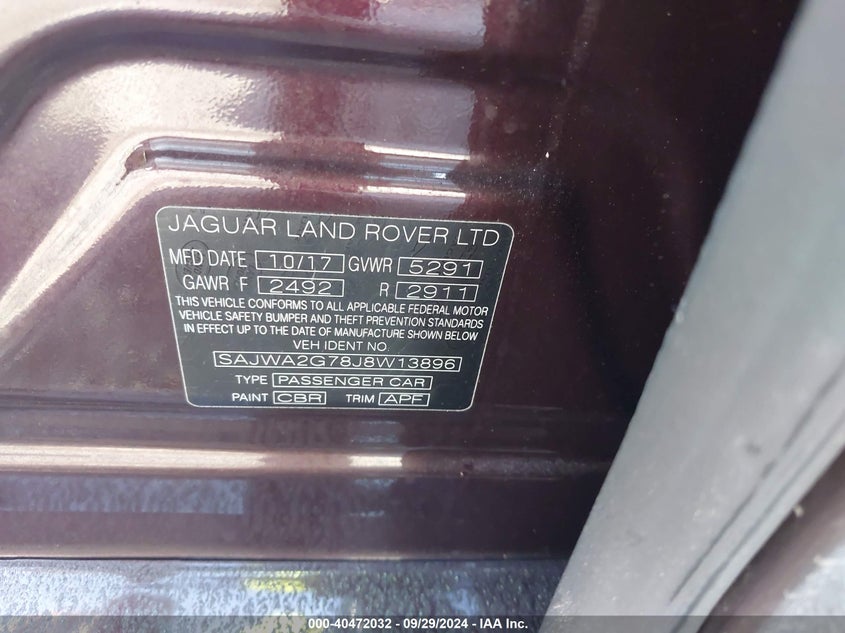 JAGUAR LAND ROVER LTD
MFD DATE 10/17 GVWR 5291
GAWR F 2492 R 2911
THIS VEHICLE CONFORMS TO ALL APPLICABLE FEDERAL MOTOR
VEHICLE SAFETY BUMPER AND THEFT PREVENTION STANDARDS
IN EFFECT UP TO THE DATE OF MANUFACTURE SHOWN BELOW
VEH IDENT NO
SAJWA2G78J8W13896
TYPE PASSENGER CAR
PAINT CBR TRIM APF
000-40472032 - 09/29/2024 - IAA Inc.